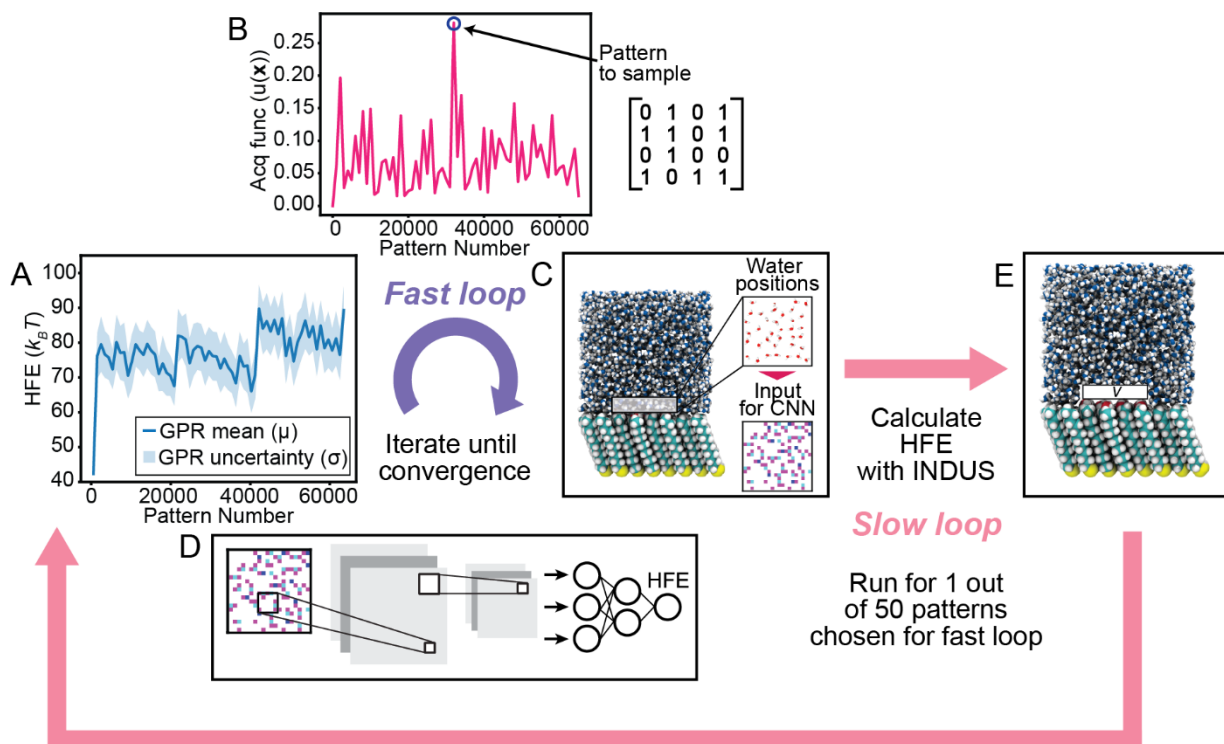 B
Acq func (u(x))
0.25
0.20
0.15
0.10
0.05
0.00
0 20000 40000 60000
Pattern Number
Pattern
to sample
0 1 0 1
1 1 0 1
0 1 0 0
1 0 1 1
A
HFE (k_B T)
100
90
80
70
60
50
40
GPR mean (μ)
GPR uncertainty (σ)
0 20000 40000 60000
Pattern Number
Fast loop
Iterate until
convergence
C
Water
positions
Input
for CNN
Calculate
HFE
with INDUS
Slow loop
Run for 1 out
of 50 patterns
chosen for fast loop
E
V
D
HFE